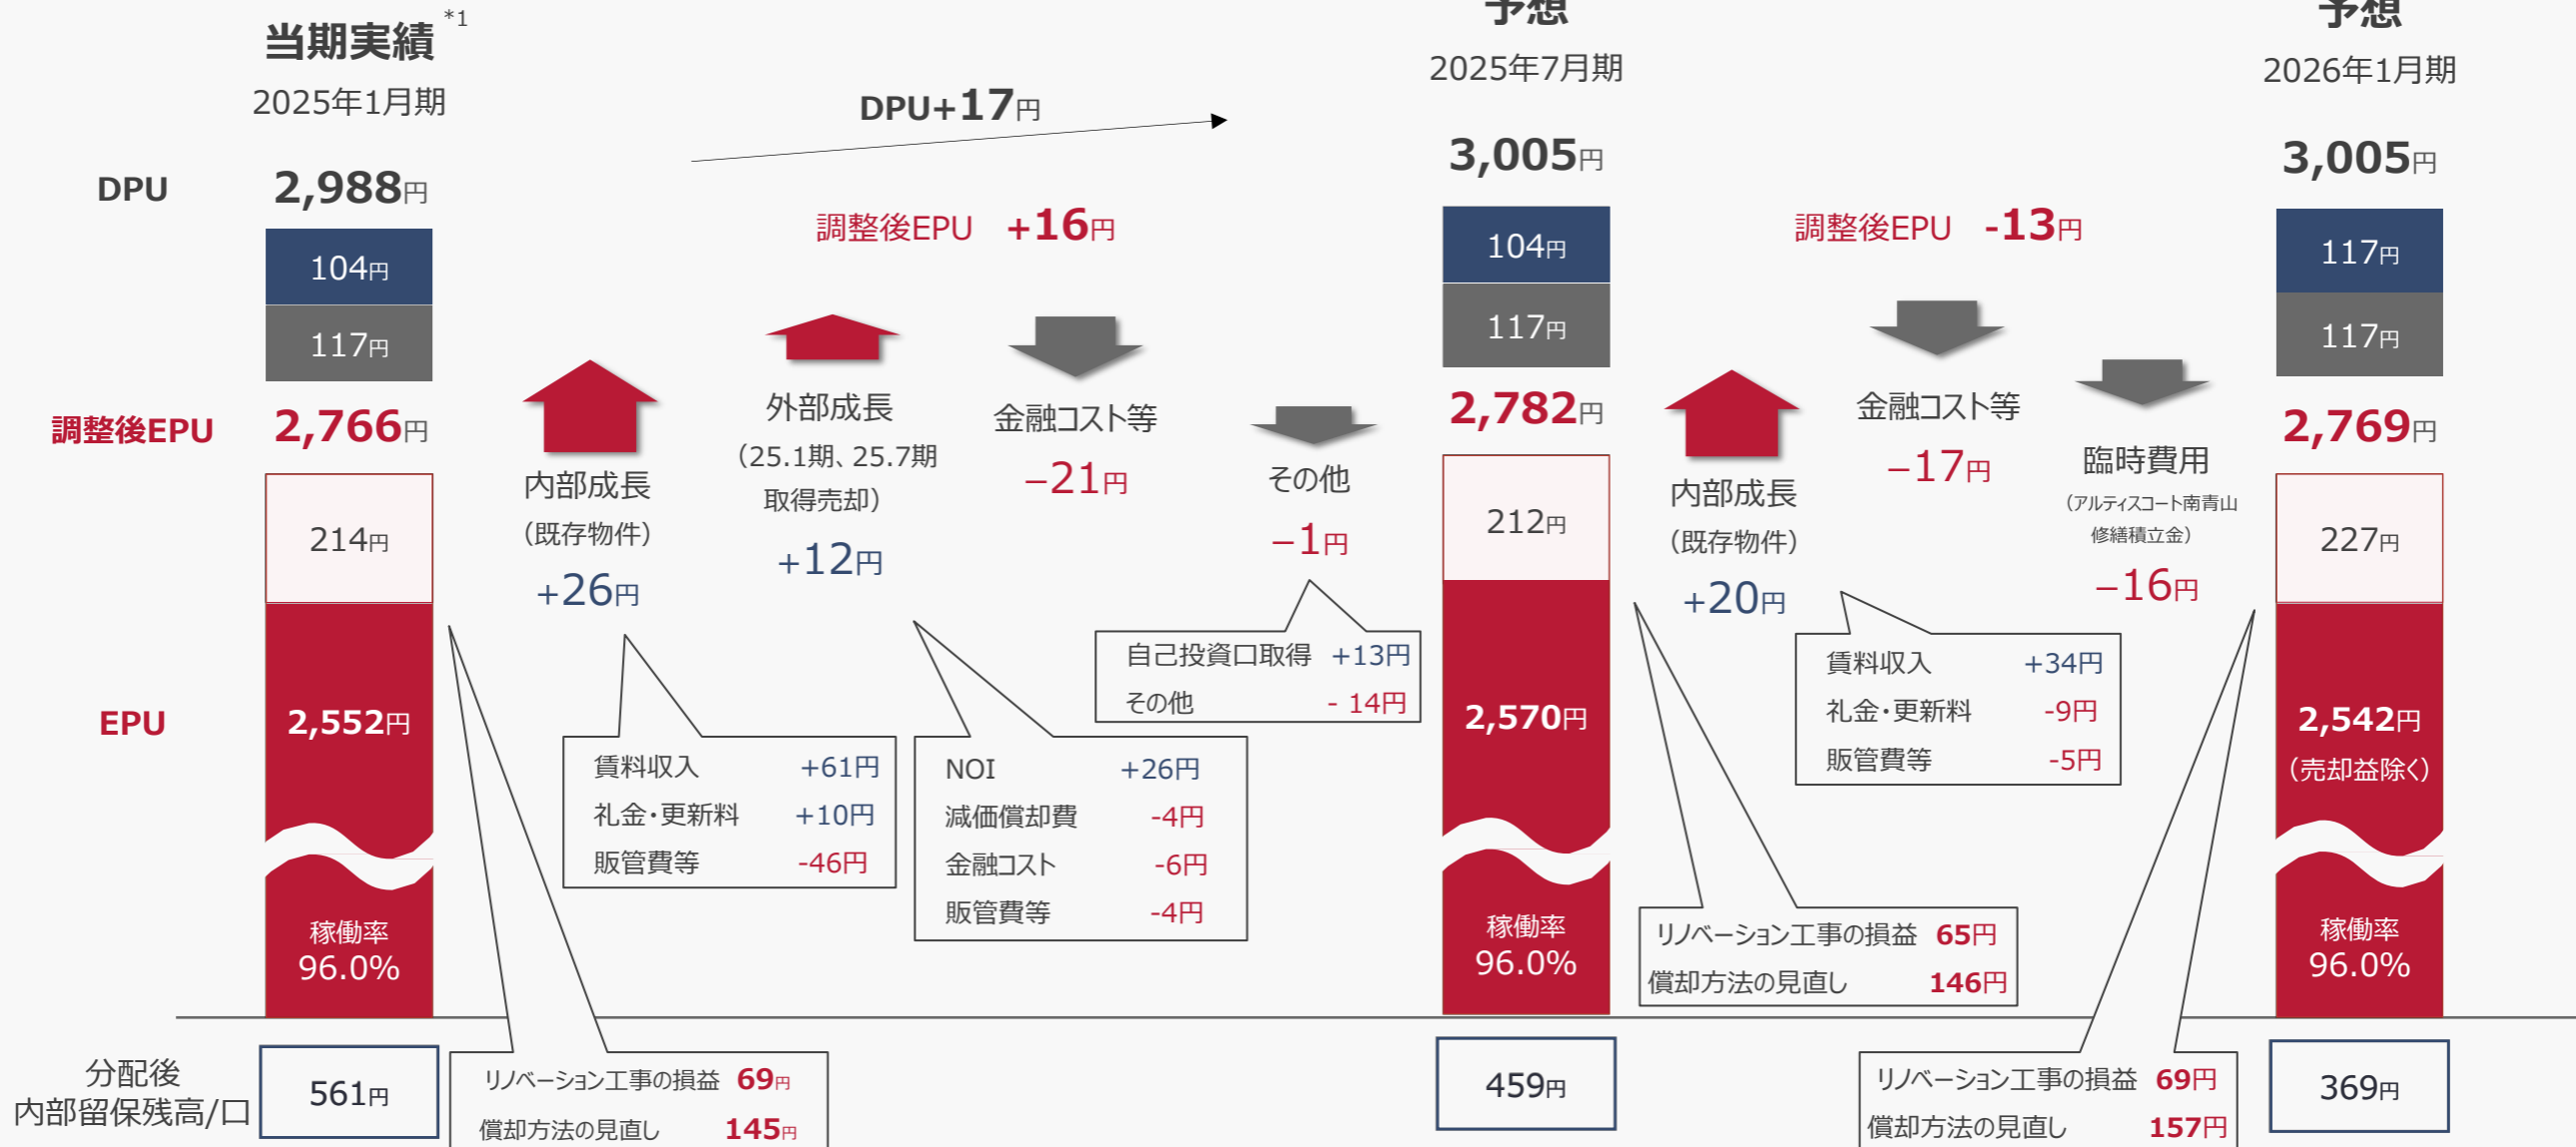 当期実績 *1
2025年1月期
DPU
2,988円
104円
117円
調整後EPU
2,766円
214円
EPU
2,552円
稼働率
96.0%
分配後
内部留保残高/口
561円
DPU+17円
調整後EPU +16円
内部成長
（既存物件）
+26円
外部成長
（25.1期、25.7期
取得売却）
+12円
金融コスト等
−21円
その他
−1円
賃料収入 +61円
礼金・更新料 +10円
販管費等 -46円
NOI +26円
減価償却費 -4円
金融コスト -6円
販管費等 -4円
自己投資口取得 +13円
その他 - 14円
リノベーション工事の損益 69円
償却方法の見直し 145円
予想
2025年7月期
3,005円
104円
117円
2,782円
212円
2,570円
稼働率
96.0%
459円
調整後EPU -13円
内部成長
（既存物件）
+20円
金融コスト等
−17円
臨時費用
（アルティスコート南青山
修繕積立金）
−16円
賃料収入 +34円
礼金・更新料 -9円
販管費等 -5円
リノベーション工事の損益 65円
償却方法の見直し 146円
リノベーション工事の損益 69円
償却方法の見直し 157円
予想
2026年1月期
3,005円
117円
117円
2,769円
227円
2,542円
（売却益除く）
稼働率
96.0%
369円